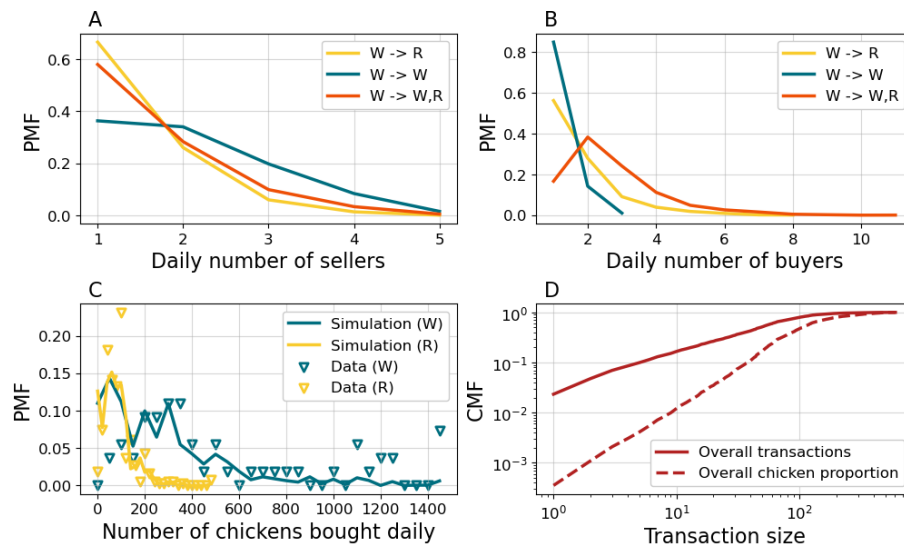 A
PMF
0.6
0.4
0.2
0.0
W -> R
W -> W
W -> W,R
1 2 3 4 5
Daily number of sellers
B
PMF
0.8
0.6
0.4
0.2
0.0
W -> R
W -> W
W -> W,R
2 4 6 8 10
Daily number of buyers
C
PMF
0.20
0.15
0.10
0.05
0.00
Simulation (W)
Simulation (R)
Data (W)
Data (R)
0 200 400 600 800 1000 1200 1400
Number of chickens bought daily
D
CMF
10⁰
10⁻¹
10⁻²
10⁻³
Overall transactions
Overall chicken proportion
10⁰ 10¹ 10²
Transaction size